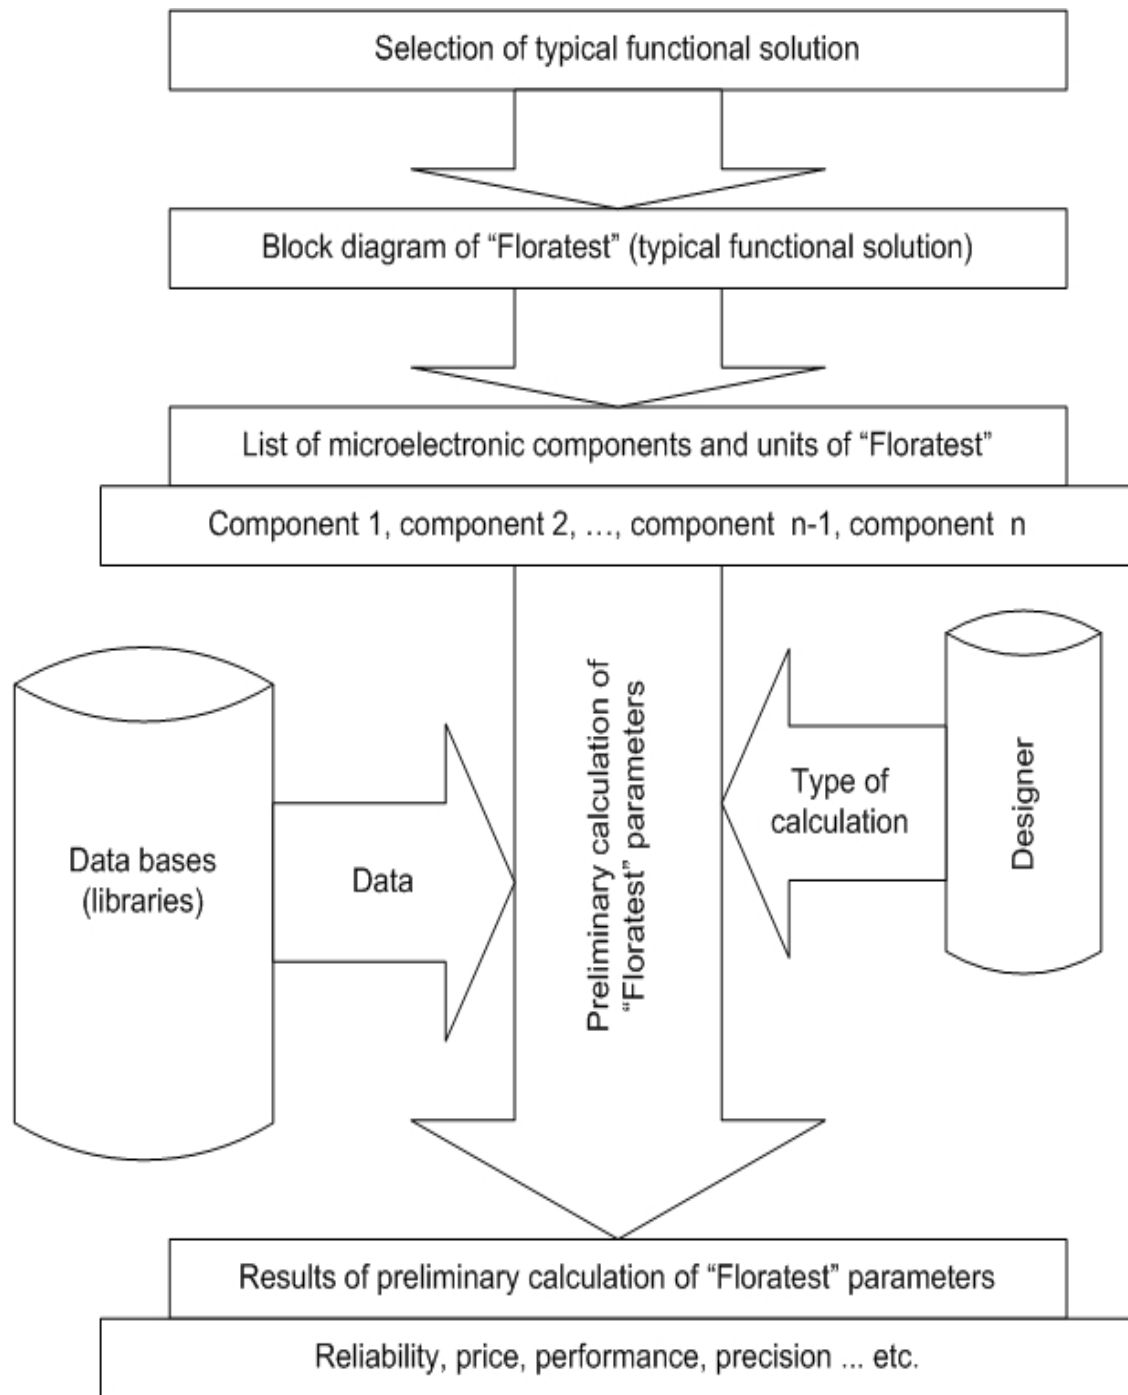 Selection of typical functional solution
Block diagram of “Floratest” (typical functional solution)
List of microelectronic components and units of “Floratest”
Component 1, component 2, …, component  n-1, component  n
Preliminary calculation of
“Floratest” parameters
Data bases
(libraries)
Data
Type of
calculation
Designer
Results of preliminary calculation of “Floratest” parameters
Reliability, price, performance, precision ... etc.